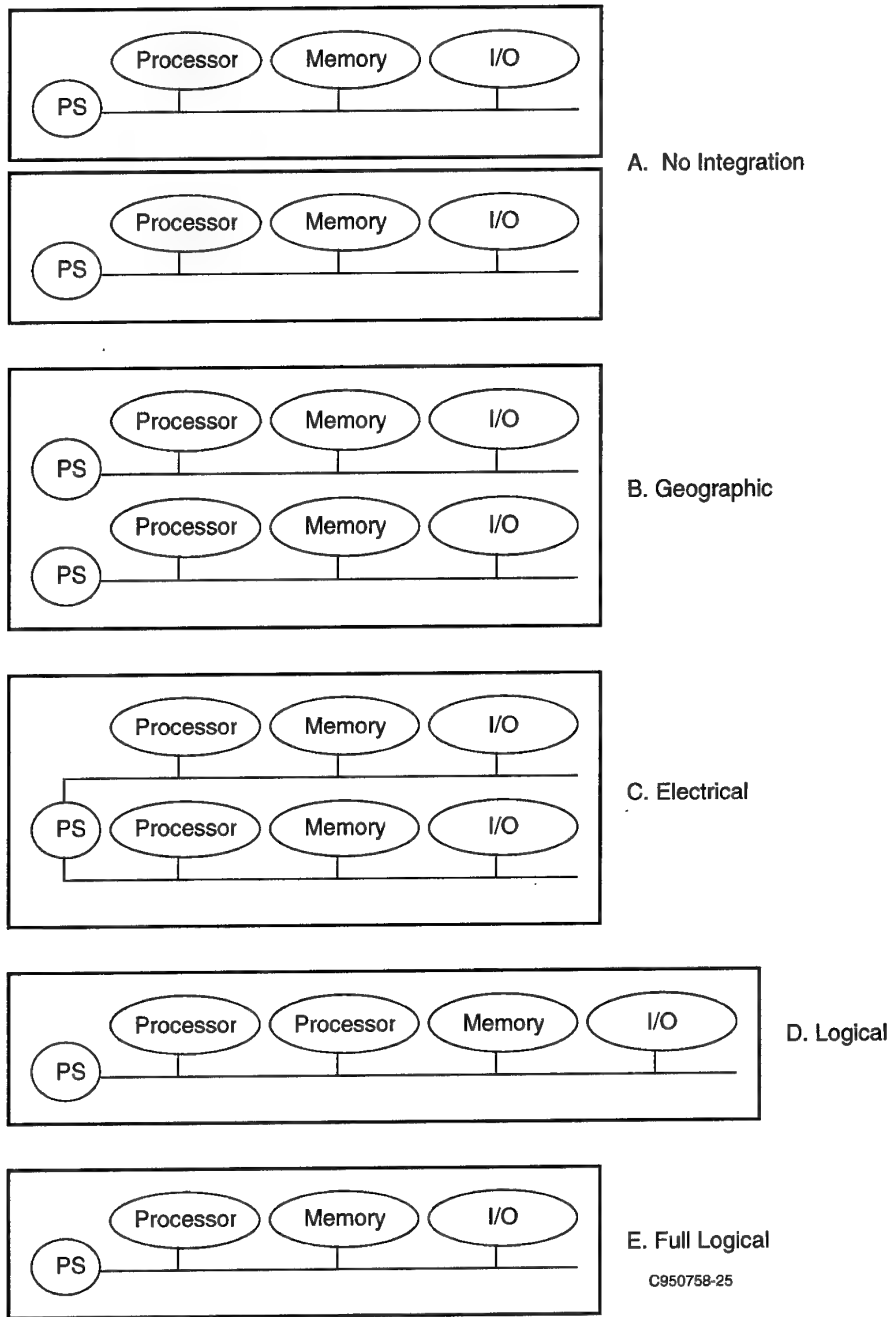 Processor Memory I/O
PS
A. No Integration
Processor Memory I/O
PS
Processor Memory I/O
PS
B. Geographic
Processor Memory I/O
PS
Processor Memory I/O
C. Electrical
PS Processor Memory I/O
Processor Processor Memory I/O
D. Logical
PS
Processor Memory I/O
E. Full Logical
PS
C950758-25